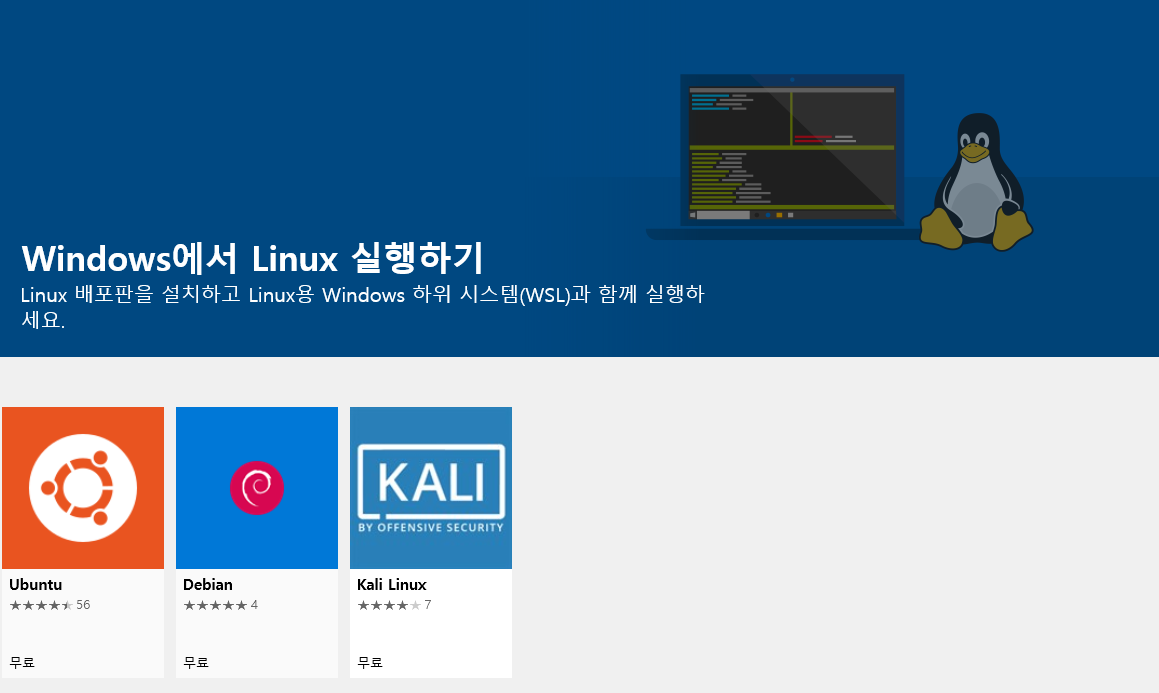 Windows에서 Linux 실행하기
Linux 배포판을 설치하고 Linux용 Windows 하위 시스템(WSL)과 함께 실행하
세요.
KALI
BY OFFENSIVE SECURITY
Ubuntu
56
무료
Debian
4
무료
Kali Linux
7
무료